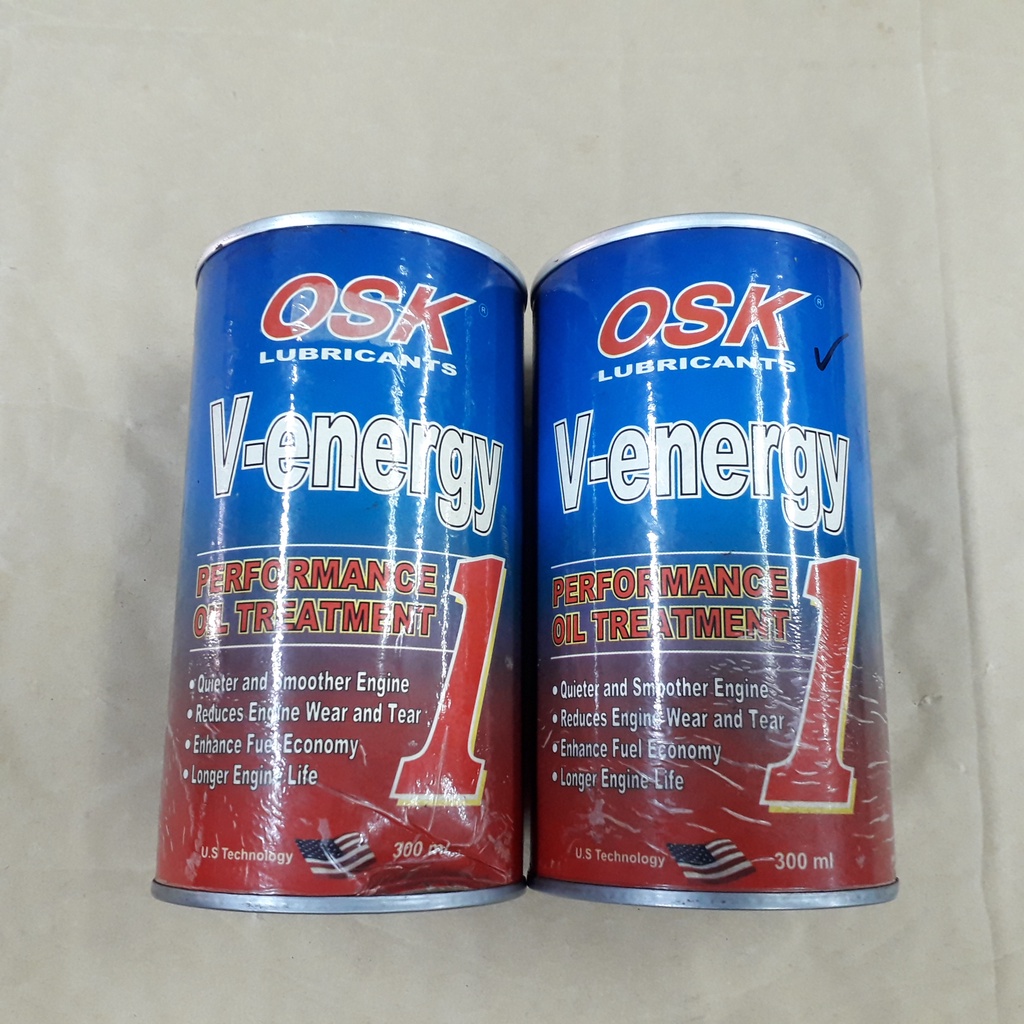 OSK ®
LUBRICANTS
V-energy
PERFORMANCE
OIL TREATMENT
1
• Quieter and Smoother Engine
• Reduces Engine Wear and Tear
• Enhance Fuel Economy
• Longer Engine Life
U.S Technology
300 ml
OSK ®
LUBRICANTS
V-energy
PERFORMANCE
OIL TREATMENT
1
• Quieter and Smoother Engine
• Reduces Engine Wear and Tear
• Enhance Fuel Economy
• Longer Engine Life
U.S Technology
300 ml